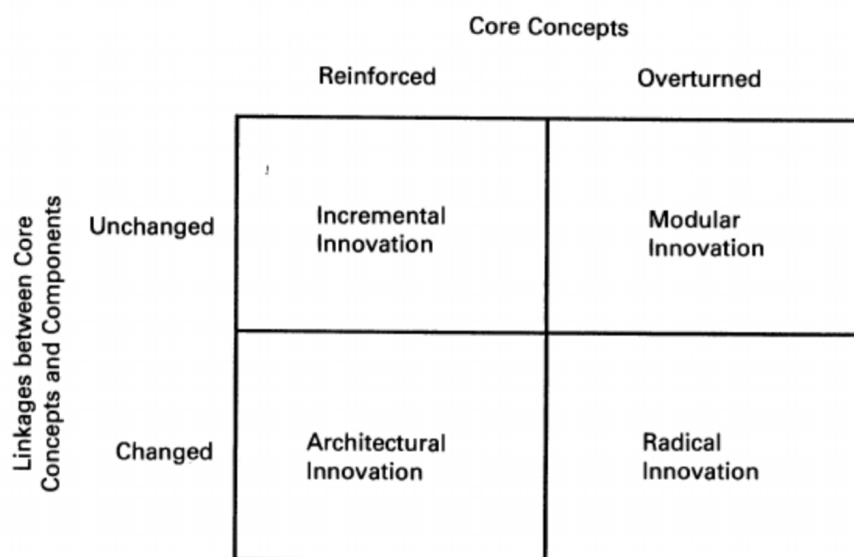 Core Concepts
Reinforced
Overturned
Linkages between Core
Concepts and Components
Unchanged
Incremental
Innovation
Modular
Innovation
Changed
Architectural
Innovation
Radical
Innovation